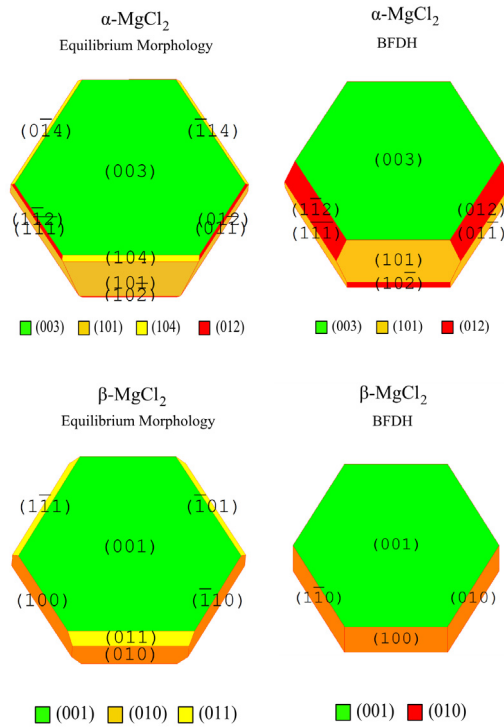 α-MgCl₂
Equilibrium Morphology
(01̅4) (1̅14)
(003)
(11̅2) (012)
(11̅1̅) (011̅)
(104)
(101)
(102̅)
(003) (101) (104) (012)
α-MgCl₂
BFDH
(003)
(11̅2) (012)
(11̅1̅) (011̅)
(101)
(102̅)
(003) (101) (012)
β-MgCl₂
Equilibrium Morphology
(11̅1) (1̅01)
(001)
(100) (1̅10)
(011)
(010)
(001) (010) (011)
β-MgCl₂
BFDH
(001)
(11̅0) (010)
(100)
(001) (010)